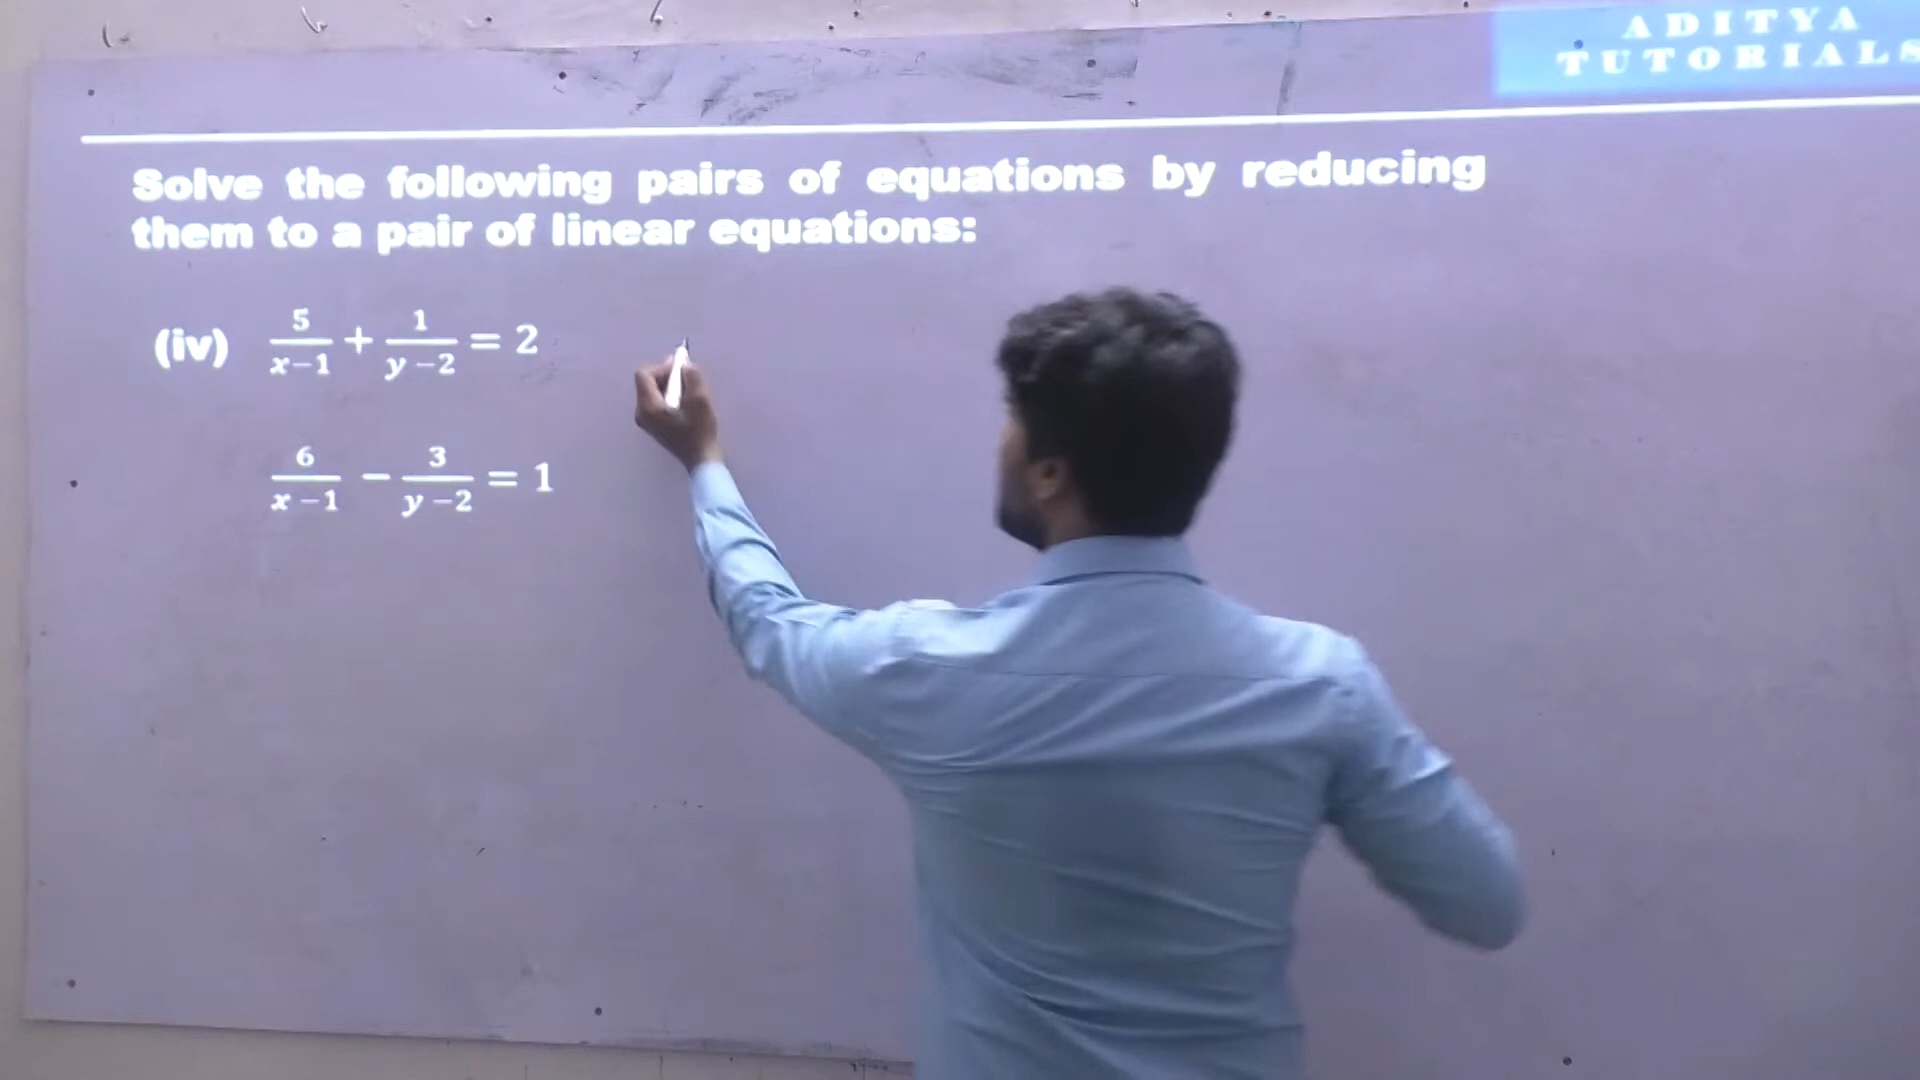 ADITYA
TUTORIALS
Solve the following pairs of equations by reducing
them to a pair of linear equations:
(iv) 5/(x−1) + 1/(y−2) = 2
6/(x−1) − 3/(y−2) = 1